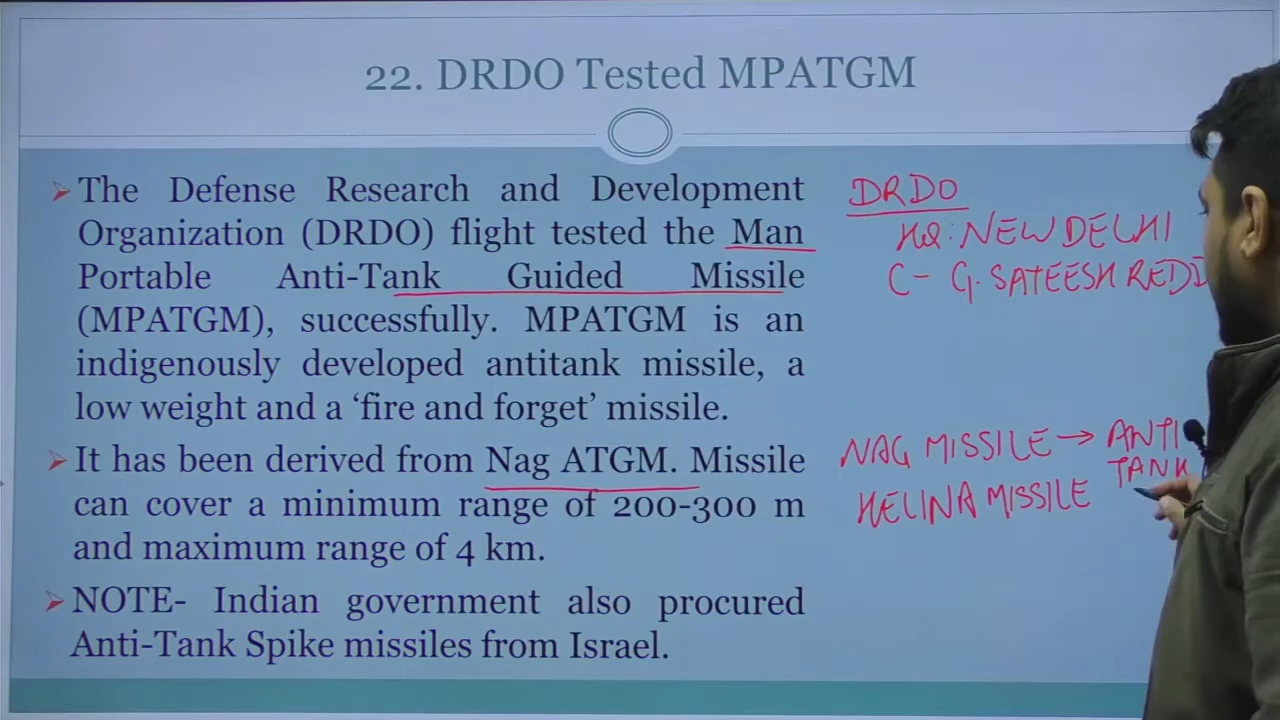 22. DRDO Tested MPATGM
The Defense Research and Development
Organization (DRDO) flight tested the Man
Portable Anti-Tank Guided Missile
(MPATGM), successfully. MPATGM is an
indigenously developed antitank missile, a
low weight and a ‘fire and forget’ missile.
It has been derived from Nag ATGM. Missile
can cover a minimum range of 200-300 m
and maximum range of 4 km.
NOTE- Indian government also procured
Anti-Tank Spike missiles from Israel.
DRDO
HQ: NEW DELHI
C- G. SATEESH REDD
NAG MISSILE → ANTI
TANK
HELINA MISSILE